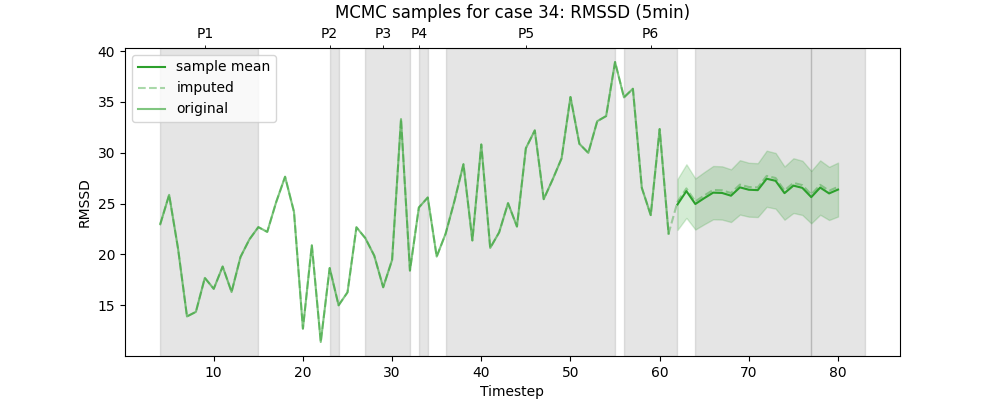 MCMC samples for case 34: RMSSD (5min)
P1 P2 P3 P4 P5 P6
sample mean
imputed
original
40
35
30
25
20
15
RMSSD
10 20 30 40 50 60 70 80
Timestep